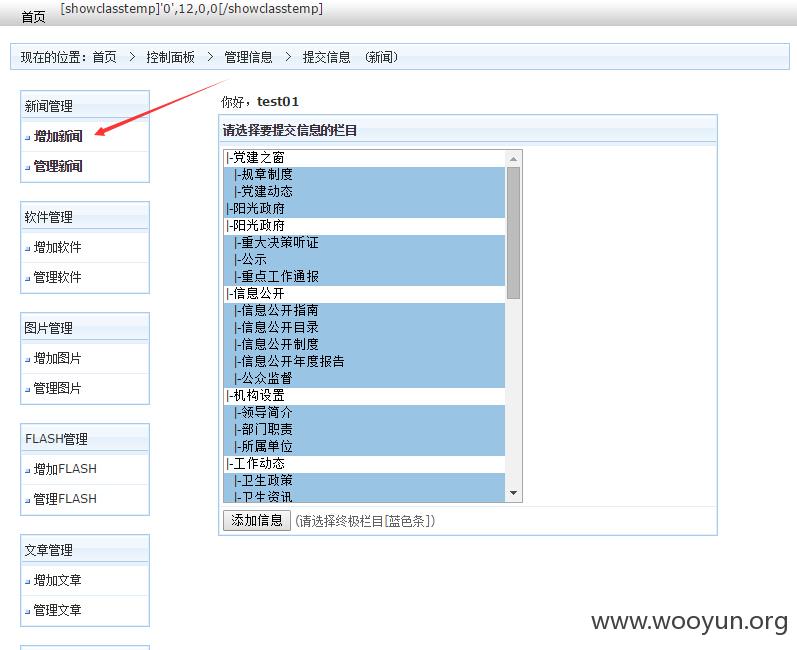 首页 [showclasstemp]'0',12,0,0[/showclasstemp]
现在的位置：首页 > 控制面板 > 管理信息 > 提交信息 （新闻）
新闻管理
增加新闻
管理新闻
软件管理
增加软件
管理软件
图片管理
增加图片
管理图片
FLASH管理
增加FLASH
管理FLASH
文章管理
增加文章
管理文章
你好，test01
请选择要提交信息的栏目
|-党建之窗
|-规章制度
|-党建动态
|-阳光政府
|-阳光政府
|-重大决策听证
|-公示
|-重点工作通报
|-信息公开
|-信息公开指南
|-信息公开目录
|-信息公开制度
|-信息公开年度报告
|-公众监督
|-机构设置
|-领导简介
|-部门职责
|-所属单位
|-工作动态
|-卫生政策
|-卫生资讯
添加信息 (请选择终极栏目[蓝色条])
www.wooyun.org